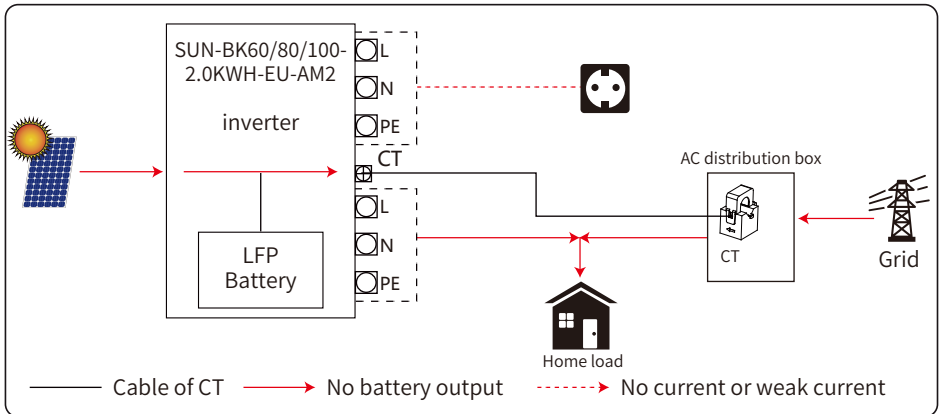 SUN-BK60/80/100-
2.0KWH-EU-AM2
inverter
L
N
PE
CT
L
N
PE
LFP
Battery
AC distribution box
CT
Grid
Home load
Cable of CT
No battery output
No current or weak current